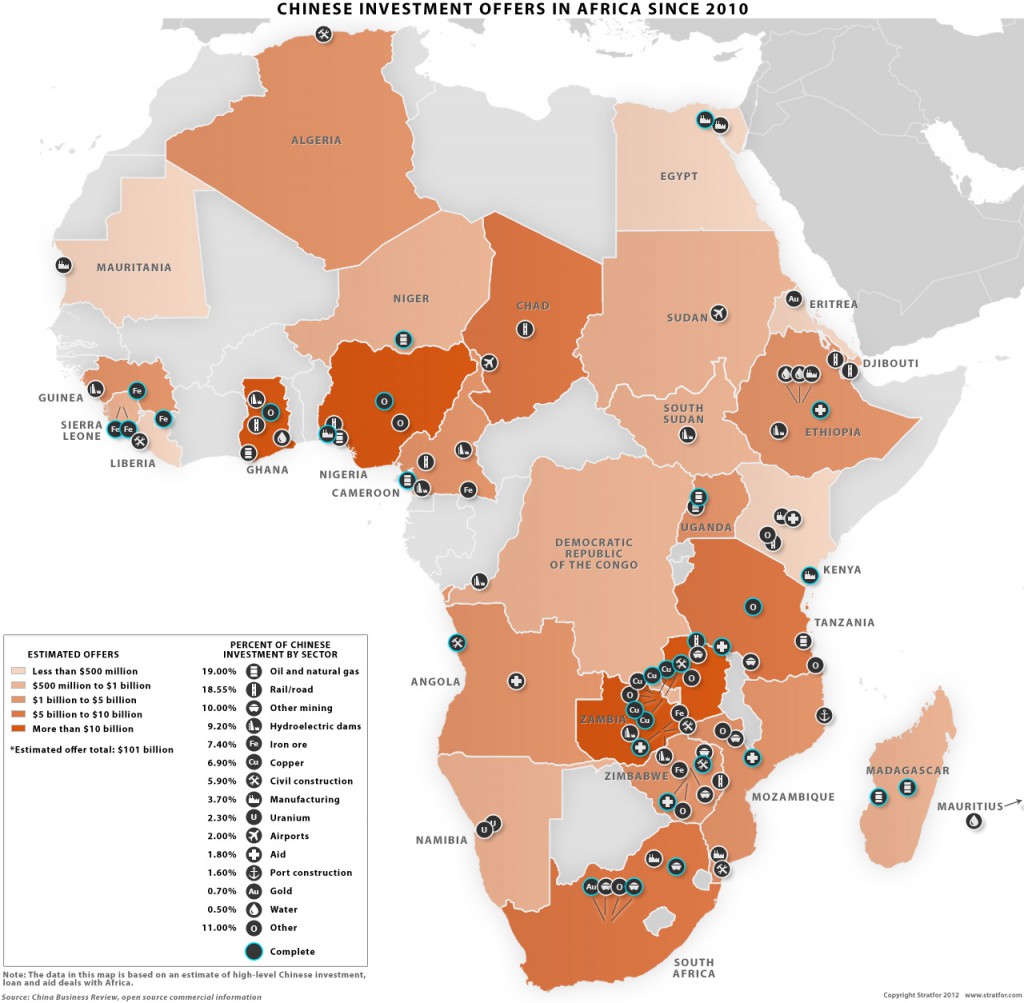 CHINESE INVESTMENT OFFERS IN AFRICA SINCE 2010
ALGERIA
EGYPT
MAURITANIA
NIGER
CHAD
SUDAN
Au
ERITREA
DJIBOUTI
GUINEA
Fe
SIERRA
LEONE
Fe
Fe
Fe
LIBERIA
O
GHANA
O
O
NIGERIA
CAMEROON
Fe
SOUTH
SUDAN
ETHIOPIA
UGANDA
O
KENYA
DEMOCRATIC
REPUBLIC
OF THE CONGO
O
TANZANIA
O
ANGOLA
Cu
Cu
Cu
O
O
Cu
Cu
ZAMBIA
Fe
O
ZIMBABWE
Fe
O
MOZAMBIQUE
MADAGASCAR
MAURITIUS
NAMIBIA
U
U
Au
O
SOUTH
AFRICA
ESTIMATED OFFERS
Less than $500 million
$500 million to $1 billion
$1 billion to $5 billion
$5 billion to $10 billion
More than $10 billion
*Estimated offer total: $101 billion
PERCENT OF CHINESE
INVESTMENT BY SECTOR
19.00% Oil and natural gas
18.55% Rail/road
10.00% Other mining
9.20% Hydroelectric dams
7.40% Fe Iron ore
6.90% Cu Copper
5.90% Civil construction
3.70% Manufacturing
2.30% U Uranium
2.00% Airports
1.80% Aid
1.60% Port construction
0.70% Au Gold
0.50% Water
11.00% O Other
Complete
Note: The data in this map is based on an estimate of high-level Chinese investment,
loan and aid deals with Africa.
Source: China Business Review, open source commercial information
Copyright Stratfor 2012 www.stratfor.com